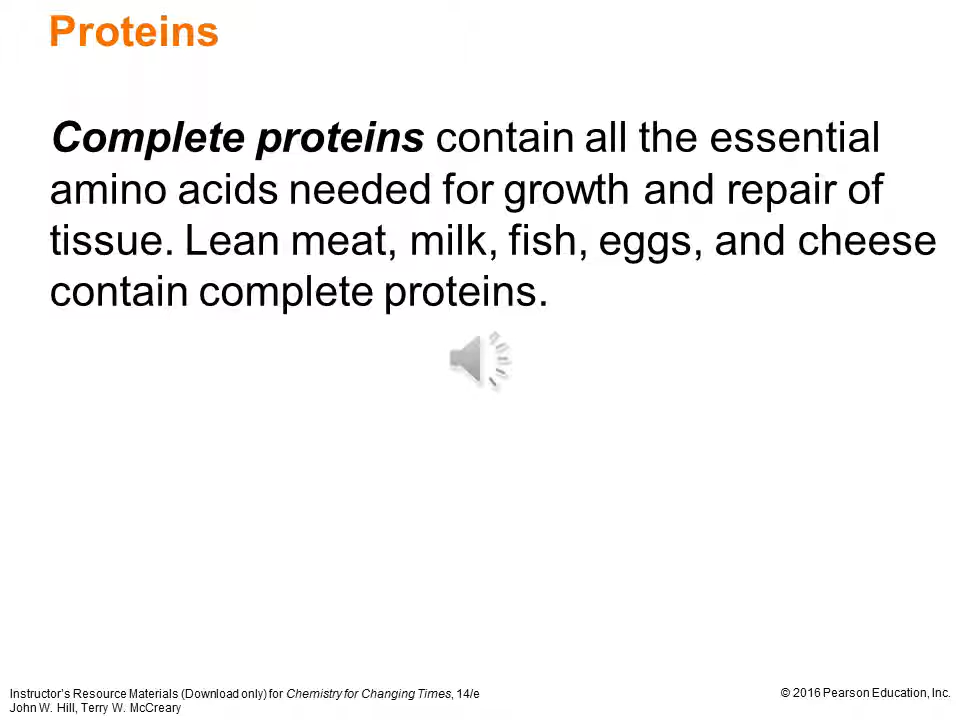 Proteins
Complete proteins contain all the essential
amino acids needed for growth and repair of
tissue. Lean meat, milk, fish, eggs, and cheese
contain complete proteins.
Instructor's Resource Materials (Download only) for Chemistry for Changing Times, 14/e
John W. Hill, Terry W. McCreary
© 2016 Pearson Education, Inc.